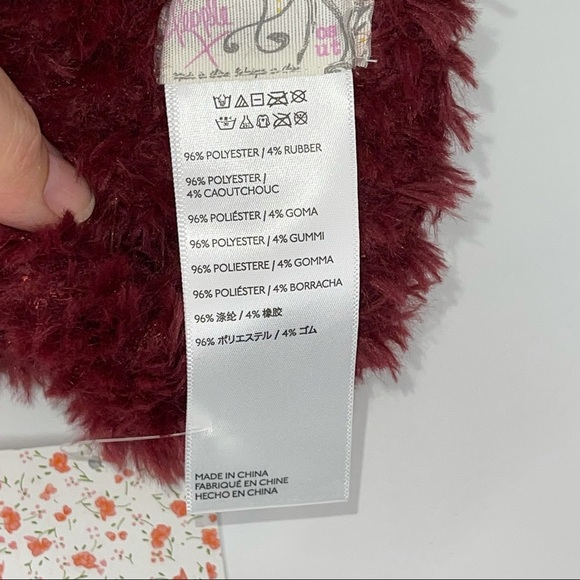 Free People
96% POLYESTER / 4% RUBBER
96% POLYESTER /
4% CAOUTCHOUC
96% POLIÉSTER / 4% GOMA
96% POLYESTER / 4% GUMMI
96% POLIESTERE / 4% GOMMA
96% POLIÉSTER / 4% BORRACHA
96% 涤纶 / 4% 橡胶
96% ポリエステル / 4% ゴム
MADE IN CHINA
FABRIQUÉ EN CHINE
HECHO EN CHINA